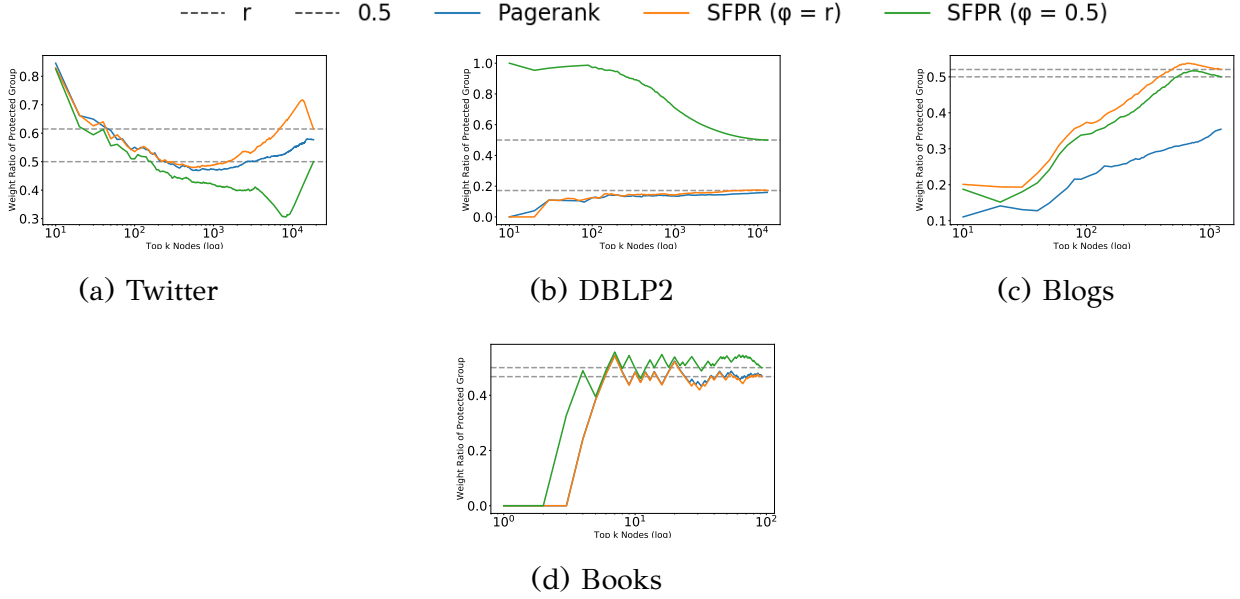 r 0.5 Pagerank SFPR (φ = r) SFPR (φ = 0.5)
Weight Ratio of Protected Group
0.8
0.7
0.6
0.5
0.4
0.3
10¹ 10² 10³ 10⁴
Top k Nodes (log)
(a) Twitter
Weight Ratio of Protected Group
1.0
0.8
0.6
0.4
0.2
0.0
10¹ 10² 10³ 10⁴
Top k Nodes (log)
(b) DBLP2
Weight Ratio of Protected Group
0.5
0.4
0.3
0.2
0.1
10¹ 10² 10³
Top k Nodes (log)
(c) Blogs
Weight Ratio of Protected Group
0.4
0.2
0.0
10⁰ 10¹ 10²
Top k Nodes (log)
(d) Books